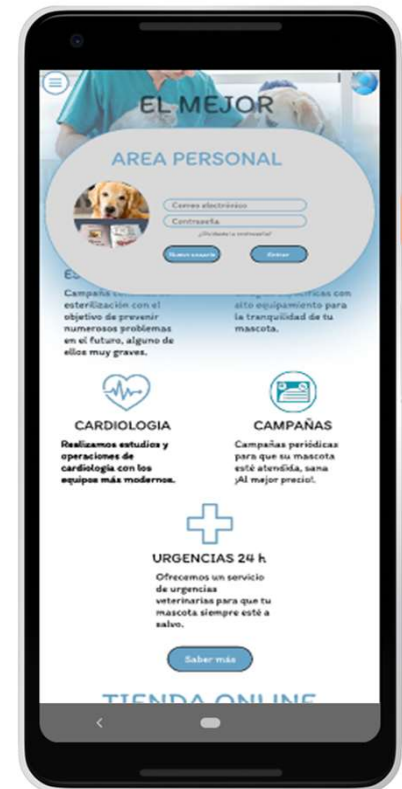 EL MEJOR
AREA PERSONAL
Correo electrónico
Contraseña
¿Olvidaste la contraseña?
Nuevo usuario
Entrar
Campaña
esterilización con el
objetivo de prevenir
numerosos problemas
en el futuro, alguno de
ellos muy graves.
con
alto equipamiento para
la tranquilidad de tu
mascota.
CARDIOLOGIA
Realizamos estudios y
operaciones de
cardiología con los
equipos más modernos.
CAMPAÑAS
Campañas periódicas
para que su mascota
esté atendida, sana
¡Al mejor precio!.
URGENCIAS 24 h
Ofrecemos un servicio
de urgencias
veterinarias para que tu
mascota siempre esté a
salvo.
Saber más
TIENDA ONLINE